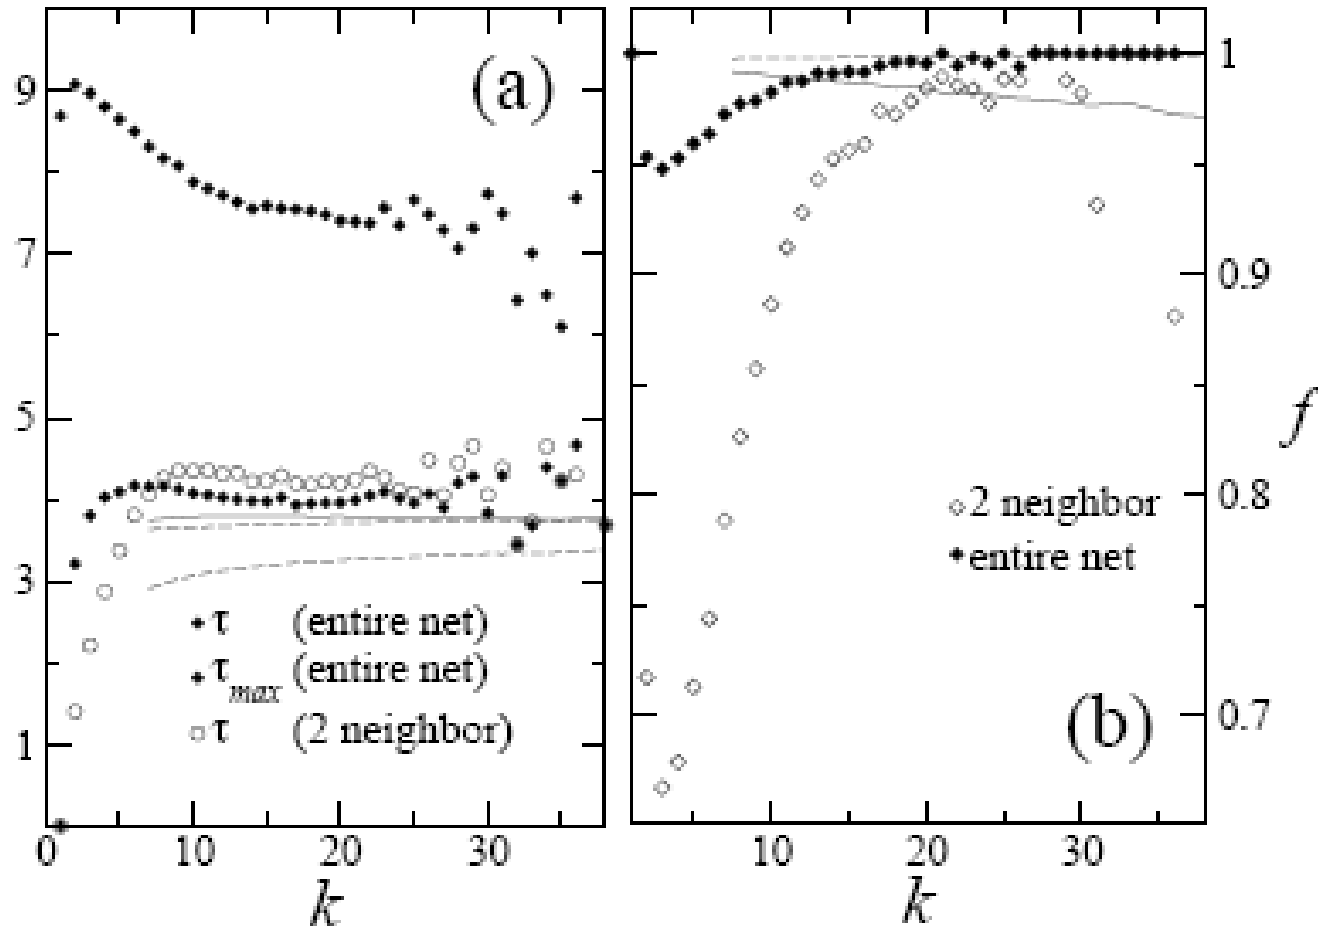 (a)
9
7
5
3
1
τ (entire net)
τmax (entire net)
τ (2 neighbor)
0 10 20 30
k
1
0.9
0.8
0.7
f
2 neighbor
entire net
(b)
10 20 30
k